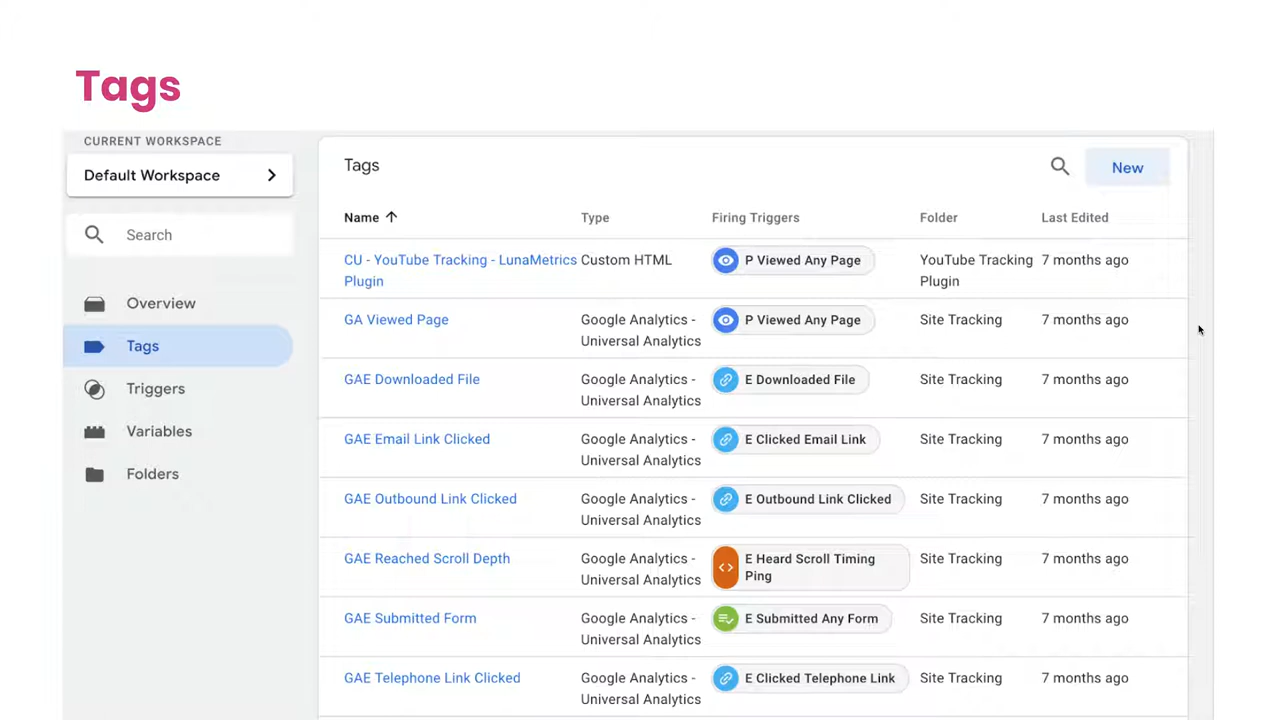 Tags
CURRENT WORKSPACE
Default Workspace
Search
Overview
Tags
Triggers
Variables
Folders
Tags
New
Name Type Firing Triggers Folder Last Edited
CU - YouTube Tracking - LunaMetrics Custom HTML P Viewed Any Page YouTube Tracking 7 months ago
Plugin Plugin
GA Viewed Page Google Analytics - P Viewed Any Page Site Tracking 7 months ago
Universal Analytics
GAE Downloaded File Google Analytics - E Downloaded File Site Tracking 7 months ago
Universal Analytics
GAE Email Link Clicked Google Analytics - E Clicked Email Link Site Tracking 7 months ago
Universal Analytics
GAE Outbound Link Clicked Google Analytics - E Outbound Link Clicked Site Tracking 7 months ago
Universal Analytics
GAE Reached Scroll Depth Google Analytics - E Heard Scroll Timing Site Tracking 7 months ago
Universal Analytics Ping
GAE Submitted Form Google Analytics - E Submitted Any Form Site Tracking 7 months ago
Universal Analytics
GAE Telephone Link Clicked Google Analytics - E Clicked Telephone Link Site Tracking 7 months ago
Universal Analytics